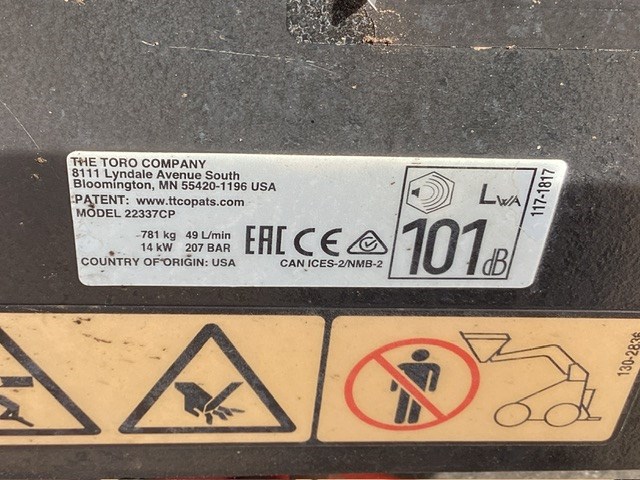 THE TORO COMPANY
8111 Lyndale Avenue South
Bloomington, MN 55420-1196 USA
PATENT: www.ttcopats.com
MODEL 22337CP
781 kg 49 L/min
14 kW 207 BAR
COUNTRY OF ORIGIN: USA
EAC CE
CAN ICES-2/NMB-2
LWA
101dB
117-1817
130-2836